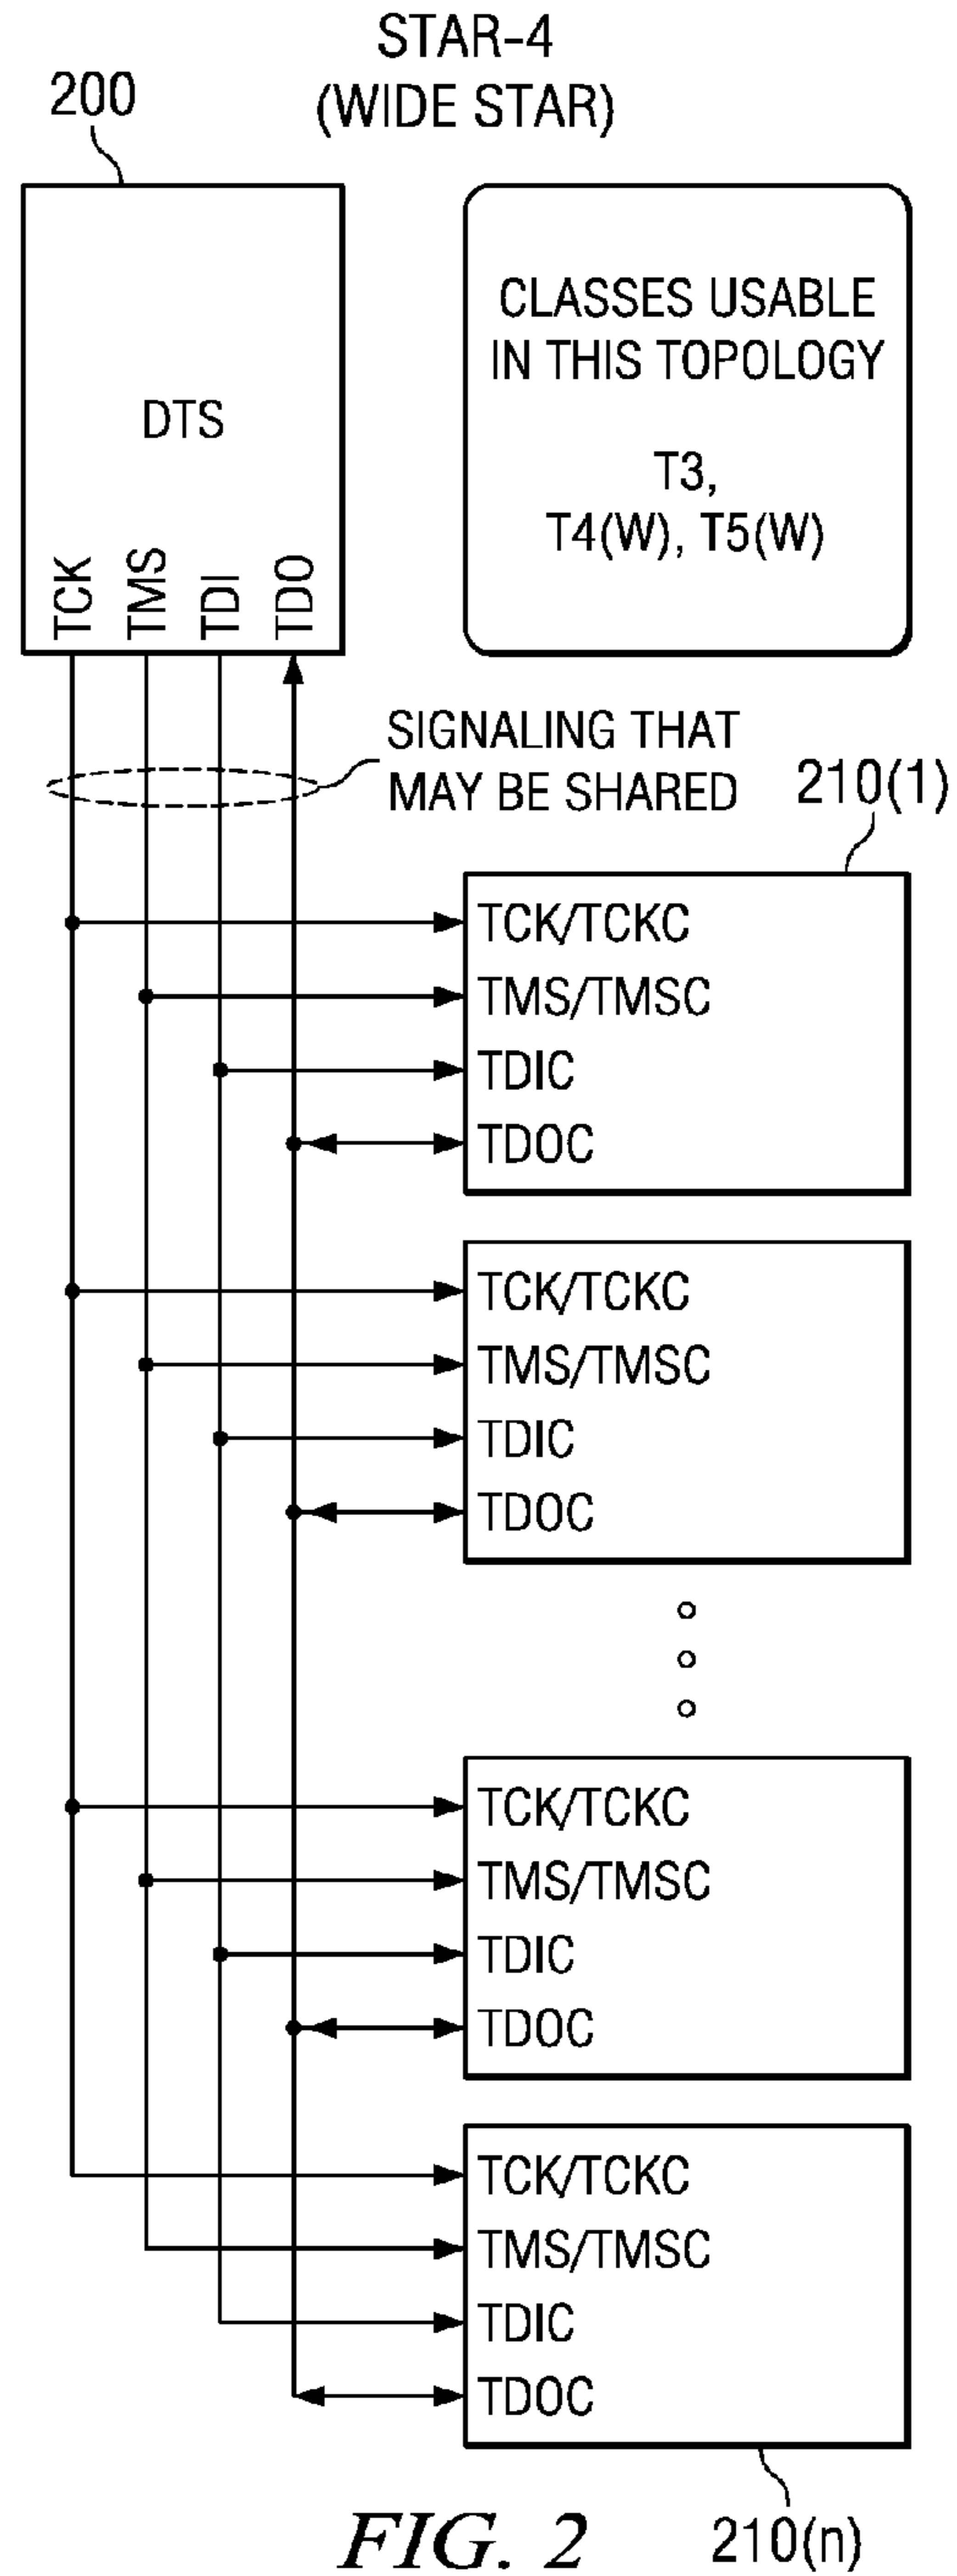 STAR-4
(WIDE STAR)
200
DTS
TCK
TMS
TDI
TDO
CLASSES USABLE
IN THIS TOPOLOGY
T3,
T4(W), T5(W)
SIGNALING THAT
MAY BE SHARED
210(1)
TCK/TCKC
TMS/TMSC
TDIC
TDOC
TCK/TCKC
TMS/TMSC
TDIC
TDOC
TCK/TCKC
TMS/TMSC
TDIC
TDOC
TCK/TCKC
TMS/TMSC
TDIC
TDOC
210(n)
FIG. 2